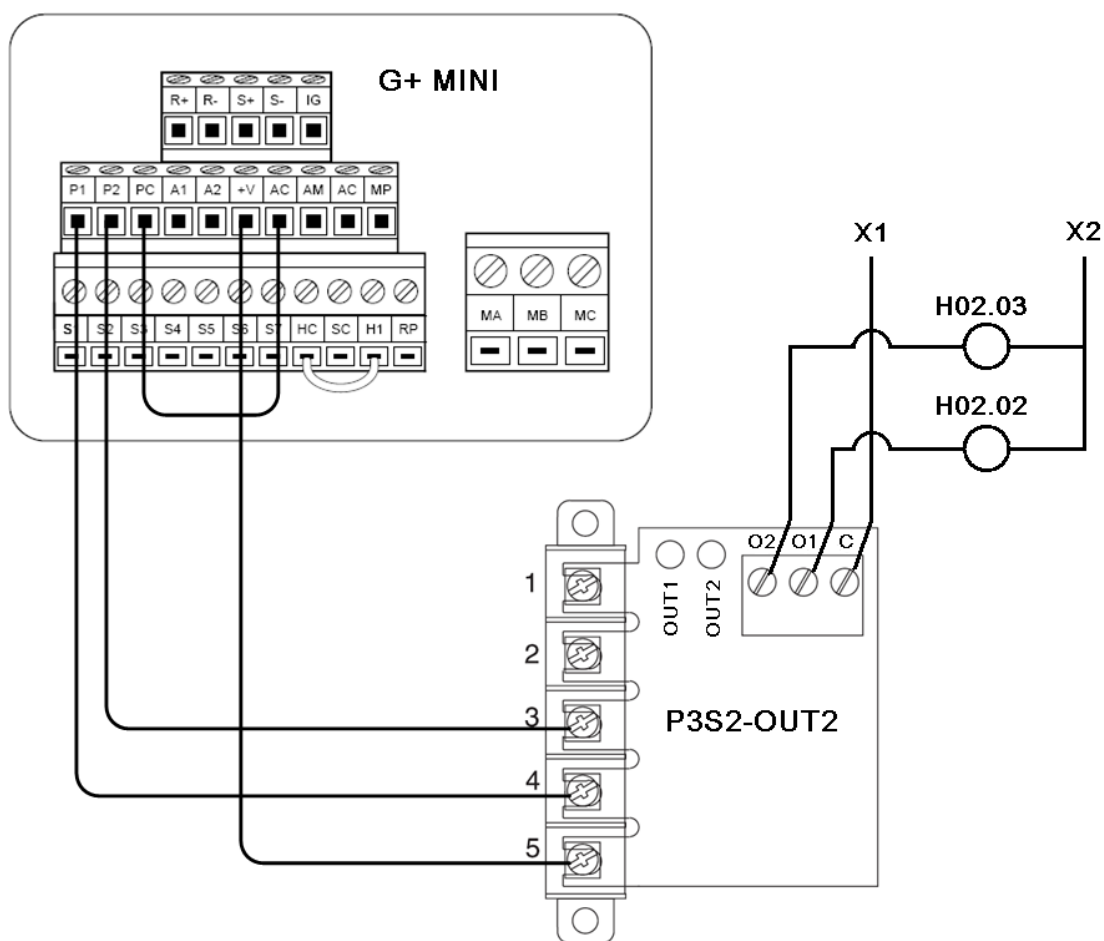 G+ MINI
R+ R- S+ S- IG
P1 P2 PC A1 A2 +V AC AM AC MP
S1 S2 S3 S4 S5 S6 S7 HC SC H1 RP
MA MB MC
X1 X2
H02.03
H02.02
O2 O1 C
OUT1
OUT2
1
2
3
4
5
P3S2-OUT2